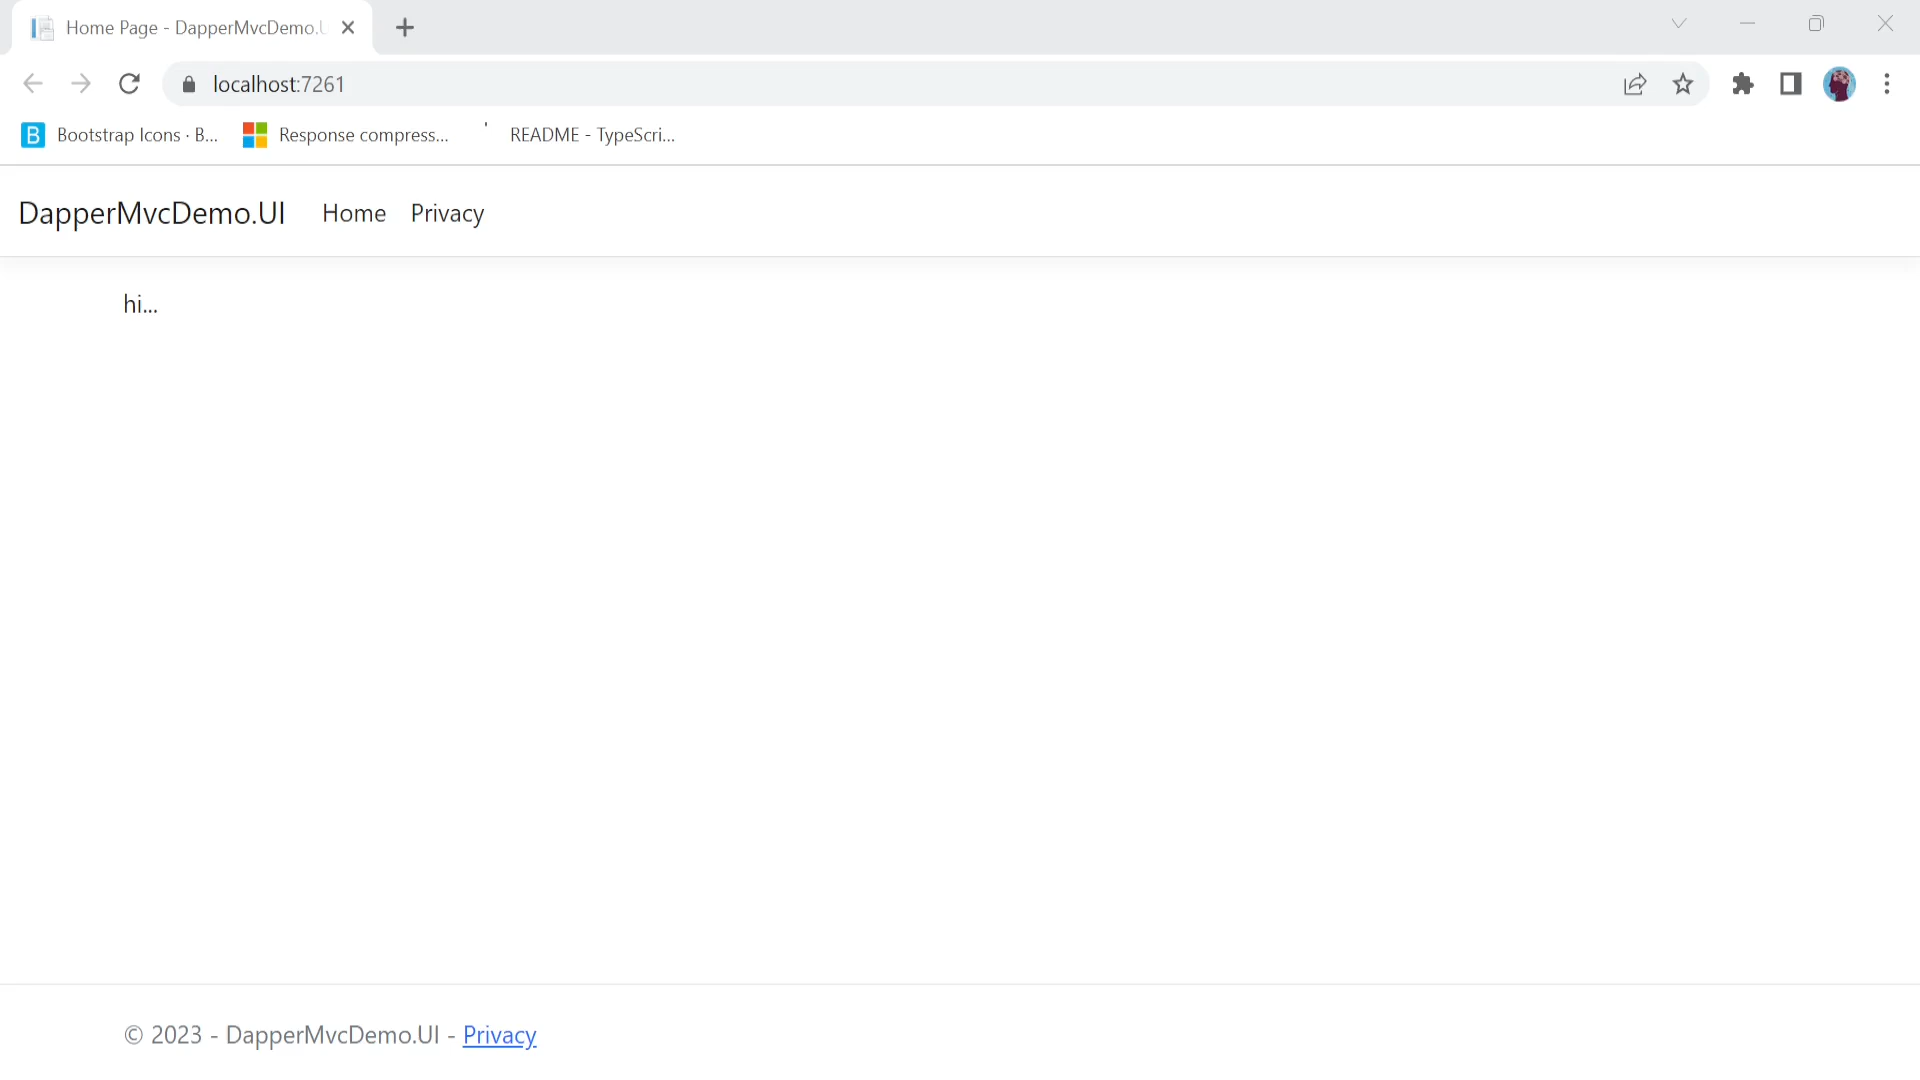 Home Page - DapperMvcDemo.U
localhost:7261
B Bootstrap Icons · B... Response compress... README - TypeScri...
DapperMvcDemo.UI Home Privacy
hi...
© 2023 - DapperMvcDemo.UI - Privacy